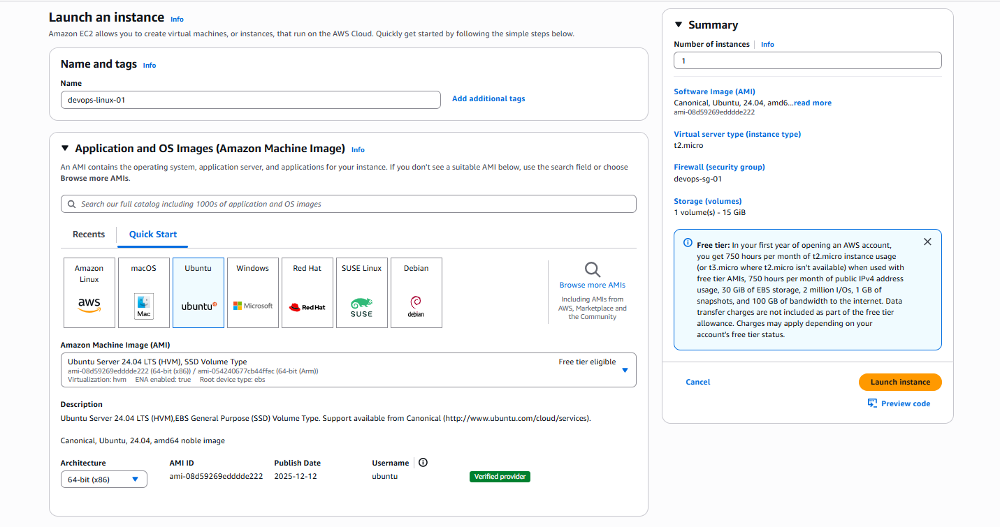 Launch an instance Info
Amazon EC2 allows you to create virtual machines, or instances, that run on the AWS Cloud. Quickly get started by following the simple steps below.
Name and tags Info
Name
devops-linux-01
Add additional tags
Application and OS Images (Amazon Machine Image) Info
An AMI contains the operating system, application server, and applications for your instance. If you don't see a suitable AMI below, use the search field or choose
Browse more AMIs.
Search our full catalog including 1000s of application and OS images
Recents
Quick Start
Amazon
Linux
aws
macOS
Mac
Ubuntu
ubuntu
Windows
Microsoft
Red Hat
Red Hat
SUSE Linux
SUSE
Debian
debian
Browse more AMIs
Including AMIs from
AWS, Marketplace and
the Community
Amazon Machine Image (AMI)
Ubuntu Server 24.04 LTS (HVM), SSD Volume Type
Free tier eligible
ami-08d59269edddde222 (64-bit (x86)) / ami-054240677cb44ffac (64-bit (Arm))
Virtualization: hvm ENA enabled: true Root device type: ebs
Description
Ubuntu Server 24.04 LTS (HVM),EBS General Purpose (SSD) Volume Type. Support available from Canonical (http://www.ubuntu.com/cloud/services).
Canonical, Ubuntu, 24.04, amd64 noble image
Architecture
64-bit (x86)
AMI ID
ami-08d59269edddde222
Publish Date
2025-12-12
Username
ubuntu
Verified provider
Summary
Number of instances Info
1
Software Image (AMI)
Canonical, Ubuntu, 24.04, amd6...read more
ami-08d59269edddde222
Virtual server type (instance type)
t2.micro
Firewall (security group)
devops-sg-01
Storage (volumes)
1 volume(s) - 15 GiB
Free tier: In your first year of opening an AWS account,
you get 750 hours per month of t2.micro instance usage
(or t3.micro where t2.micro isn't available) when used with
free tier AMIs, 750 hours per month of public IPv4 address
usage, 30 GiB of EBS storage, 2 million I/Os, 1 GB of
snapshots, and 100 GB of bandwidth to the internet. Data
transfer charges are not included as part of the free tier
allowance. Charges may apply depending on your
account's free tier status.
Cancel
Launch instance
Preview code